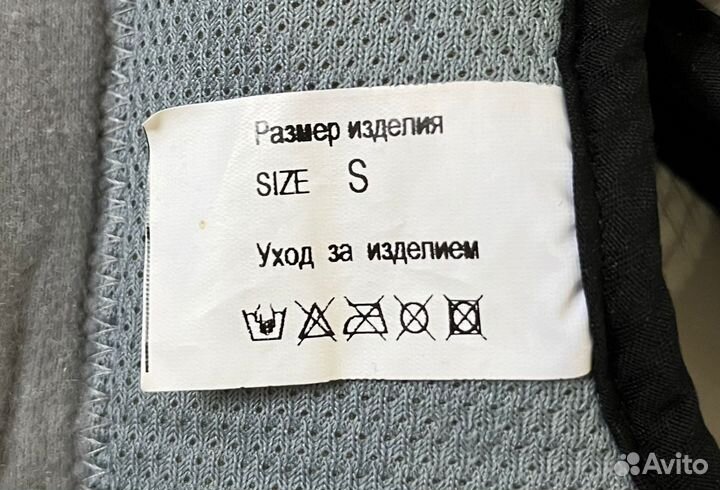 Размер изделия
SIZE S
Уход за изделием
Avito